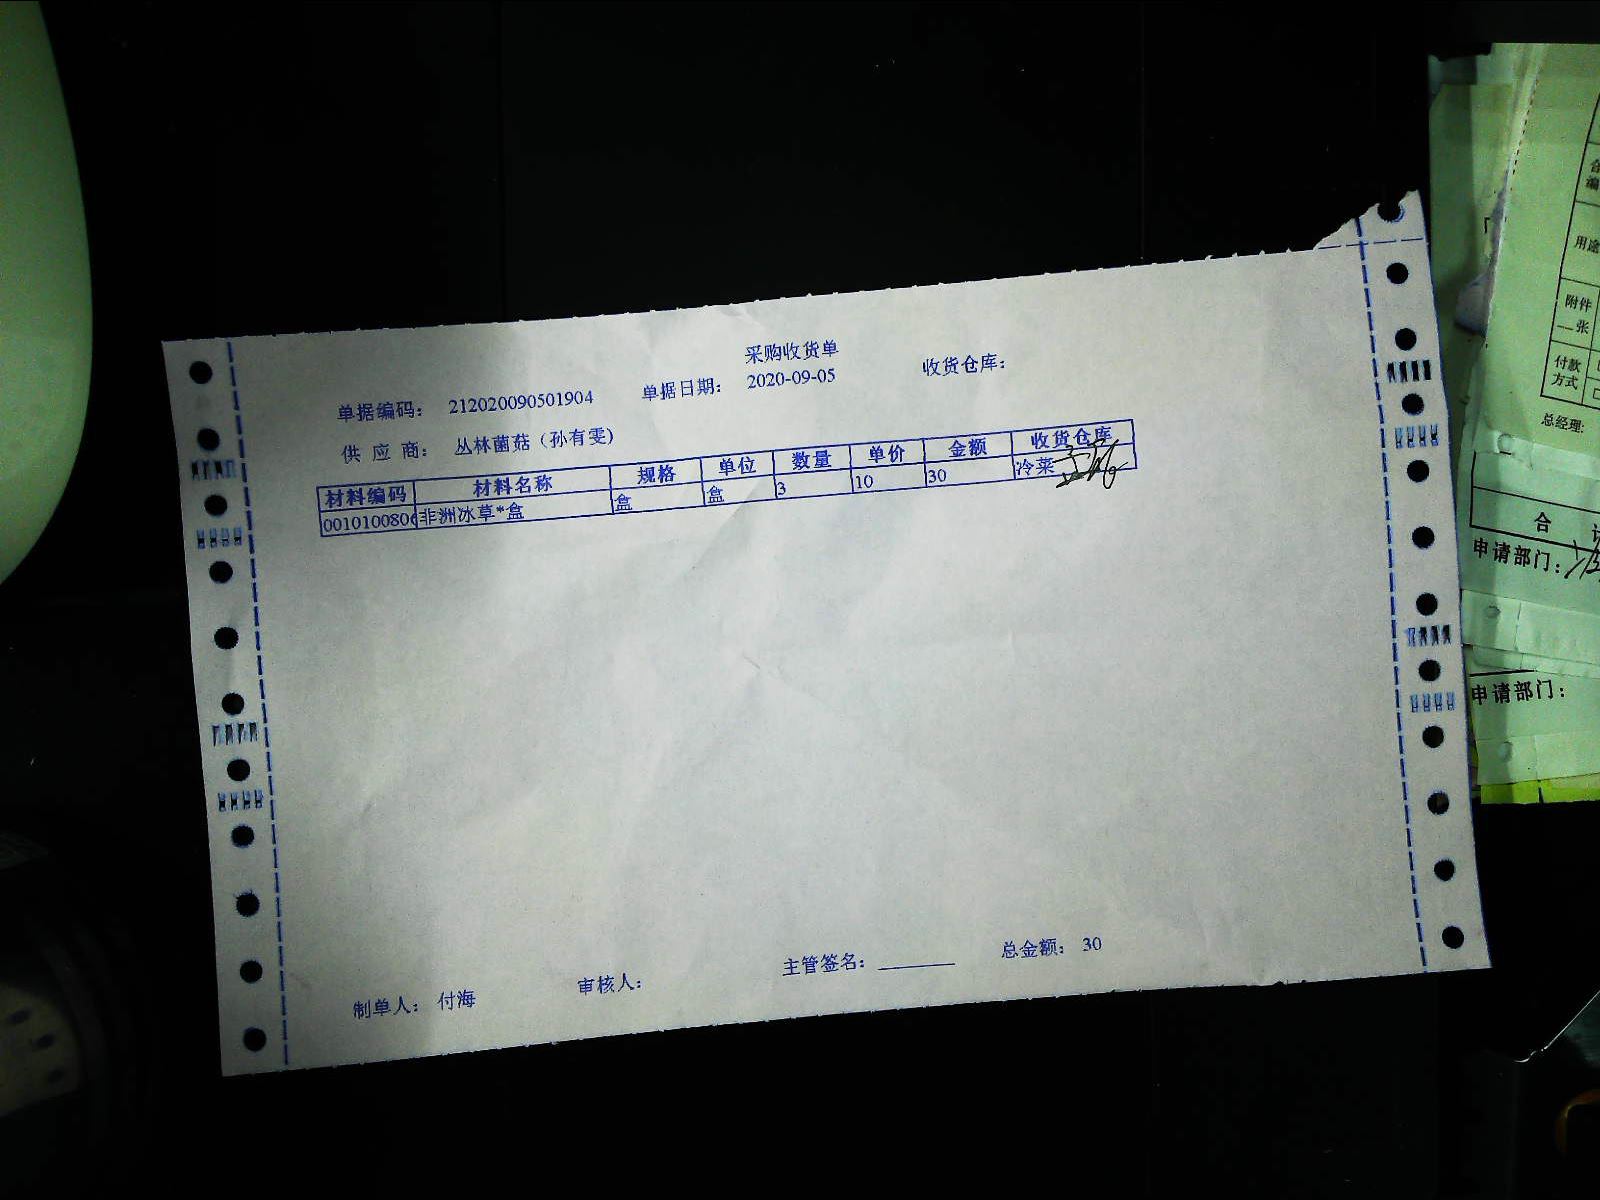 采购收货单
单据编码： 212020090501904 单据日期： 2020-09-05 收货仓库：
供 应 商： 丛林菌菇（孙有雯）
材料编码 材料名称 规格 单位 数量 单价 金额 收货仓库
0010100806 非洲冰草*盒 盒 盒 3 10 30 冷菜
制单人： 付海 审核人： 主管签名： 总金额： 30
用途
附件
张
付款
方式
总经理:
合
申请部门：
申请部门：